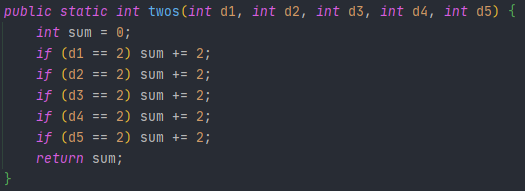 public static int twos(int d1, int d2, int d3, int d4, int d5) {
    int sum = 0;
    if (d1 == 2) sum += 2;
    if (d2 == 2) sum += 2;
    if (d3 == 2) sum += 2;
    if (d4 == 2) sum += 2;
    if (d5 == 2) sum += 2;
    return sum;
}